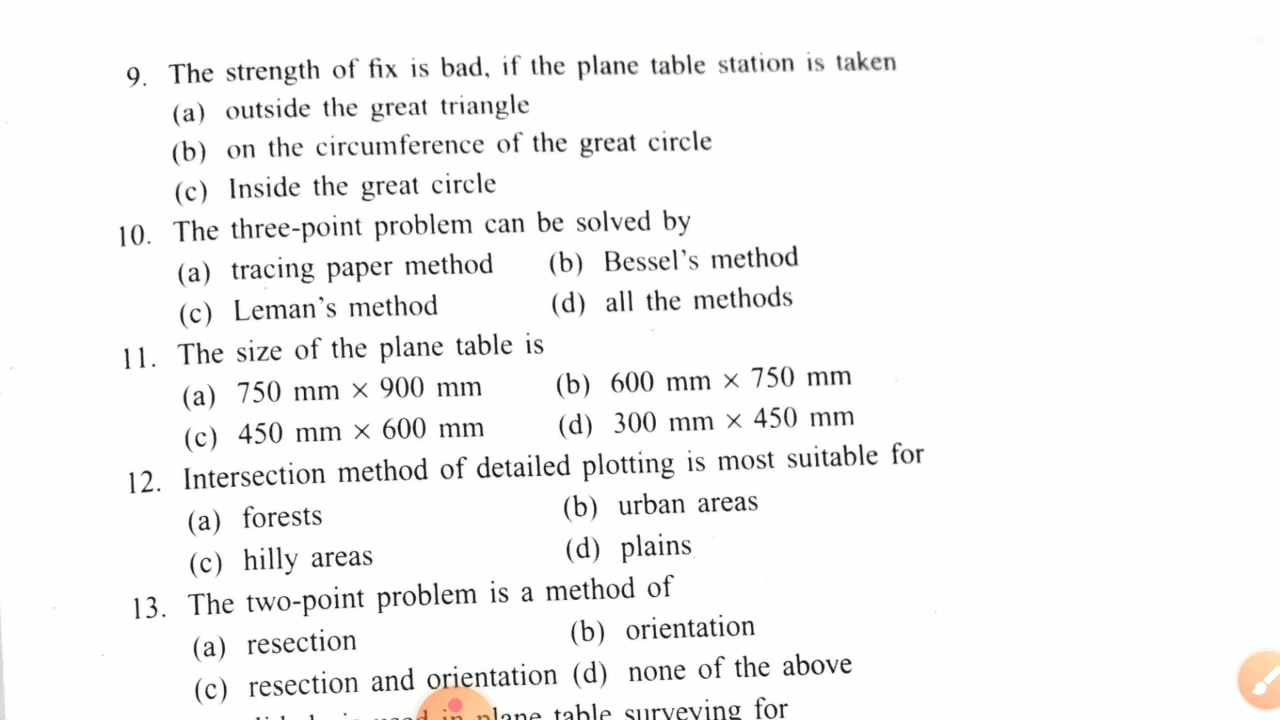 9. The strength of fix is bad, if the plane table station is taken
(a) outside the great triangle
(b) on the circumference of the great circle
(c) Inside the great circle
10. The three-point problem can be solved by
(a) tracing paper method (b) Bessel's method
(c) Leman's method (d) all the methods
11. The size of the plane table is
(a) 750 mm × 900 mm (b) 600 mm × 750 mm
(c) 450 mm × 600 mm (d) 300 mm × 450 mm
12. Intersection method of detailed plotting is most suitable for
(a) forests (b) urban areas
(c) hilly areas (d) plains
13. The two-point problem is a method of
(a) resection (b) orientation
(c) resection and orientation (d) none of the above
in plane table surveying for